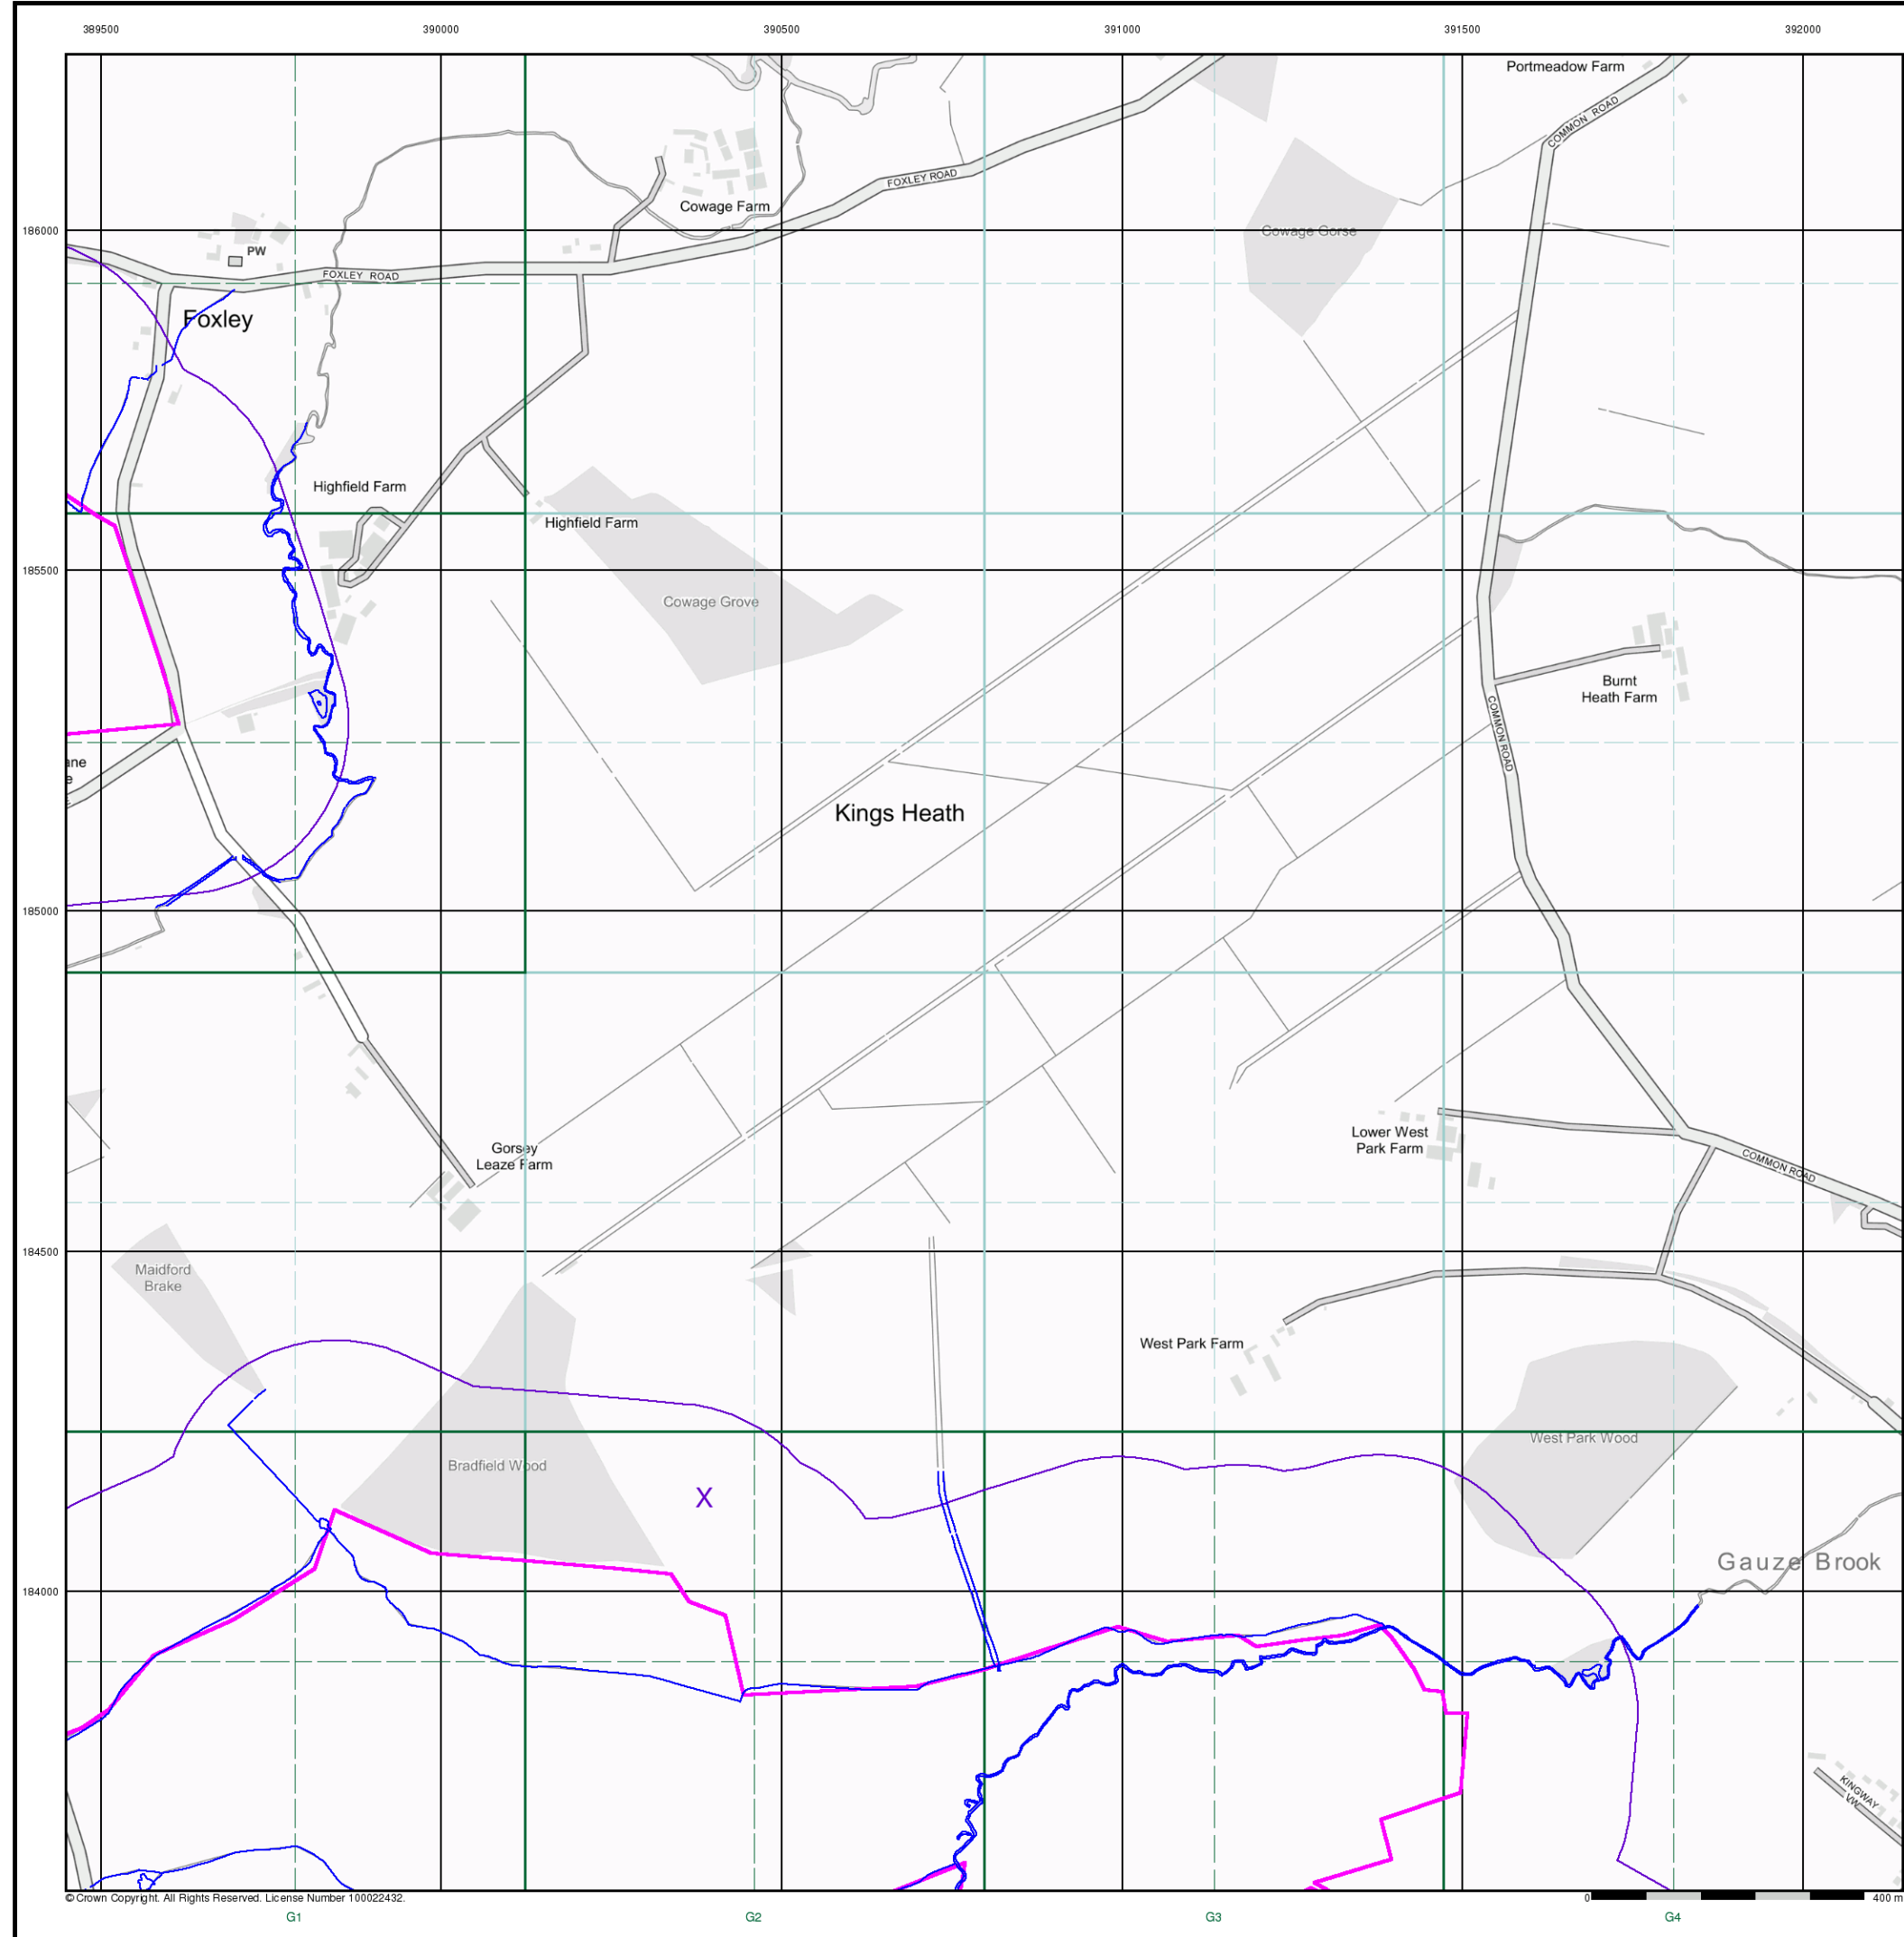 389500 390000 390500 391000 391500 392000
Portmeadow Farm
COMMON ROAD
FOXLEY ROAD
Cowage Farm
186000
Cowage Gorse
PW
FOXLEY ROAD
Foxley
Highfield Farm
Highfield Farm
185500
Cowage Grove
Burnt
Heath Farm
COMMON ROAD
ane
e
Kings Heath
185000
Lower West
Park Farm
Gorsey
Leaze Farm
COMMON ROAD
184500
Maidford
Brake
West Park Farm
West Park Wood
Bradfield Wood
X
Gauze Brook
184000
KINGWAY
VW
© Crown Copyright. All Rights Reserved. License Number 100022432.
0 400 m
G1 G2 G3 G4